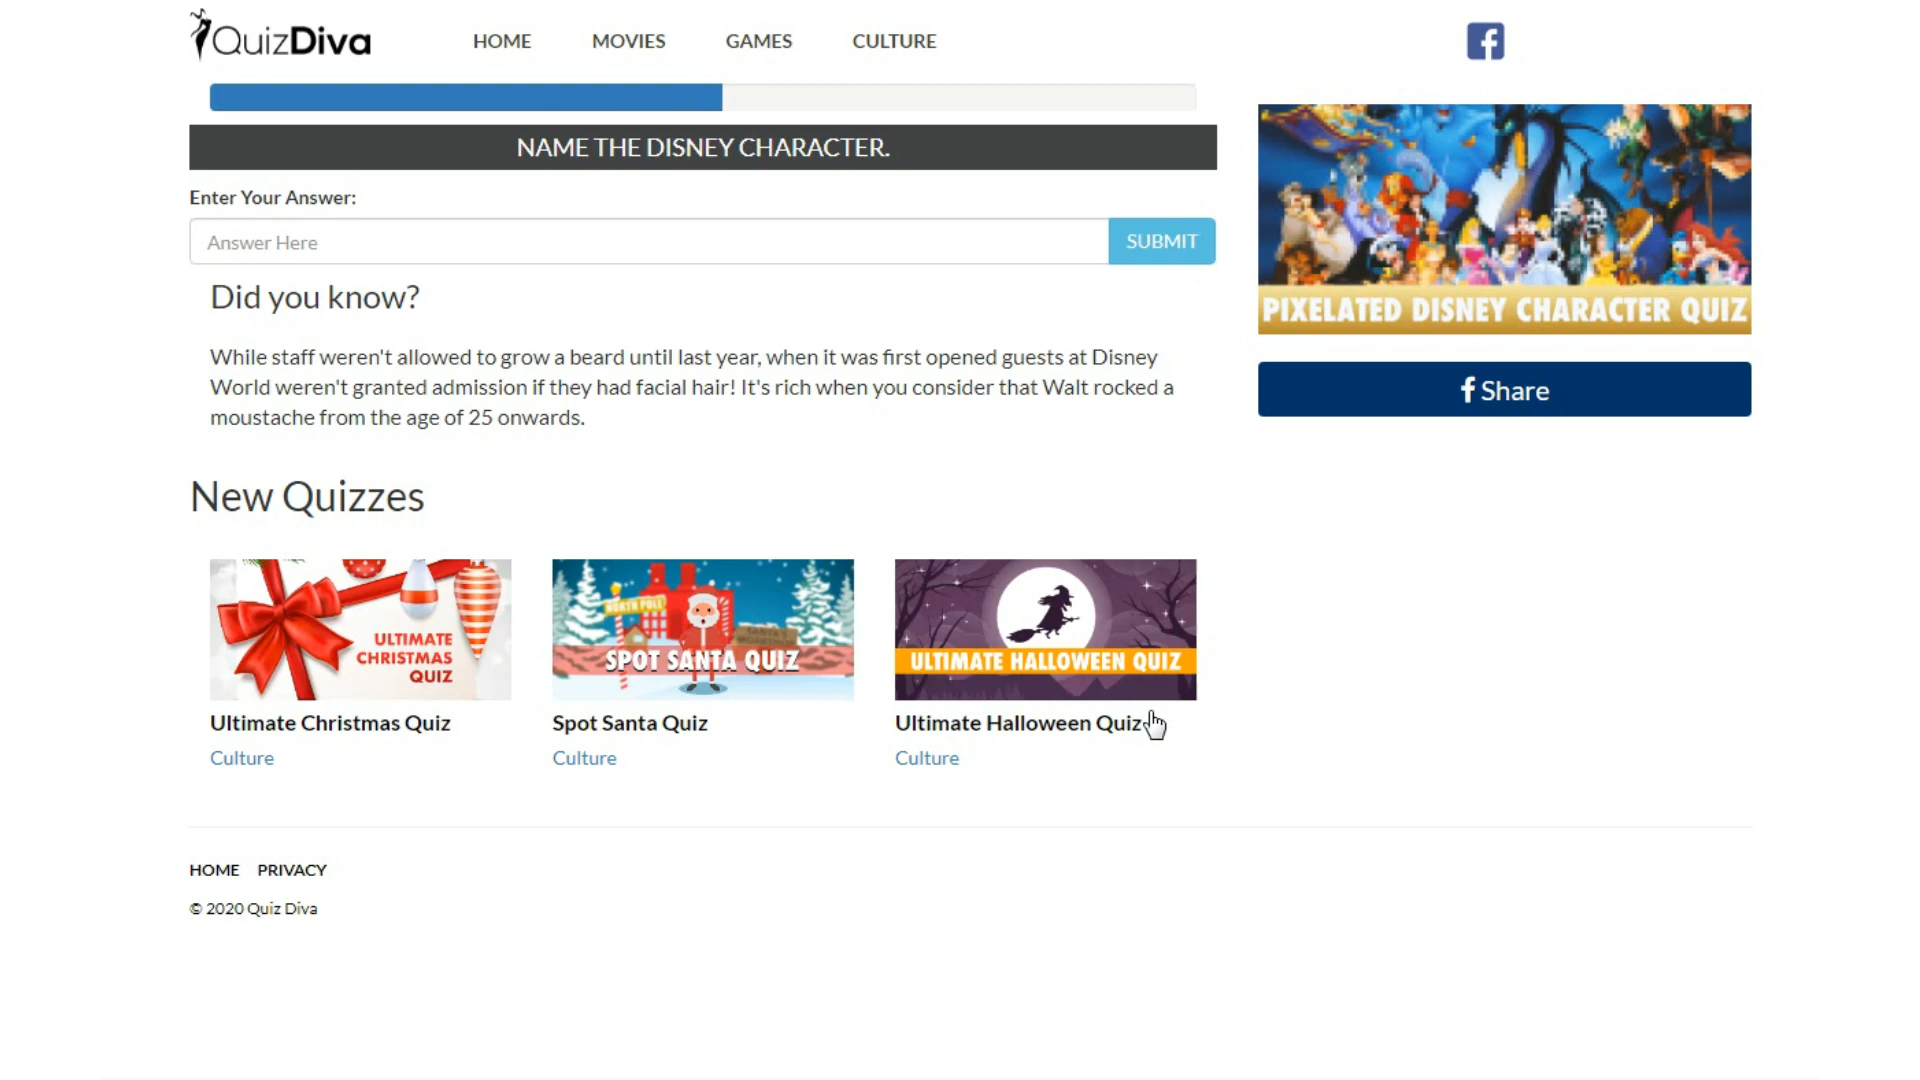 QuizDiva
HOME
MOVIES
GAMES
CULTURE
NAME THE DISNEY CHARACTER.
Enter Your Answer:
Answer Here
SUBMIT
Did you know?
While staff weren't allowed to grow a beard until last year, when it was first opened guests at Disney
World weren't granted admission if they had facial hair! It's rich when you consider that Walt rocked a
moustache from the age of 25 onwards.
PIXELATED DISNEY CHARACTER QUIZ
Share
New Quizzes
ULTIMATE
CHRISTMAS
QUIZ
NORTH POLE
SPOT SANTA QUIZ
ULTIMATE HALLOWEEN QUIZ
Ultimate Christmas Quiz
Culture
Spot Santa Quiz
Culture
Ultimate Halloween Quiz
Culture
HOME
PRIVACY
© 2020 Quiz Diva